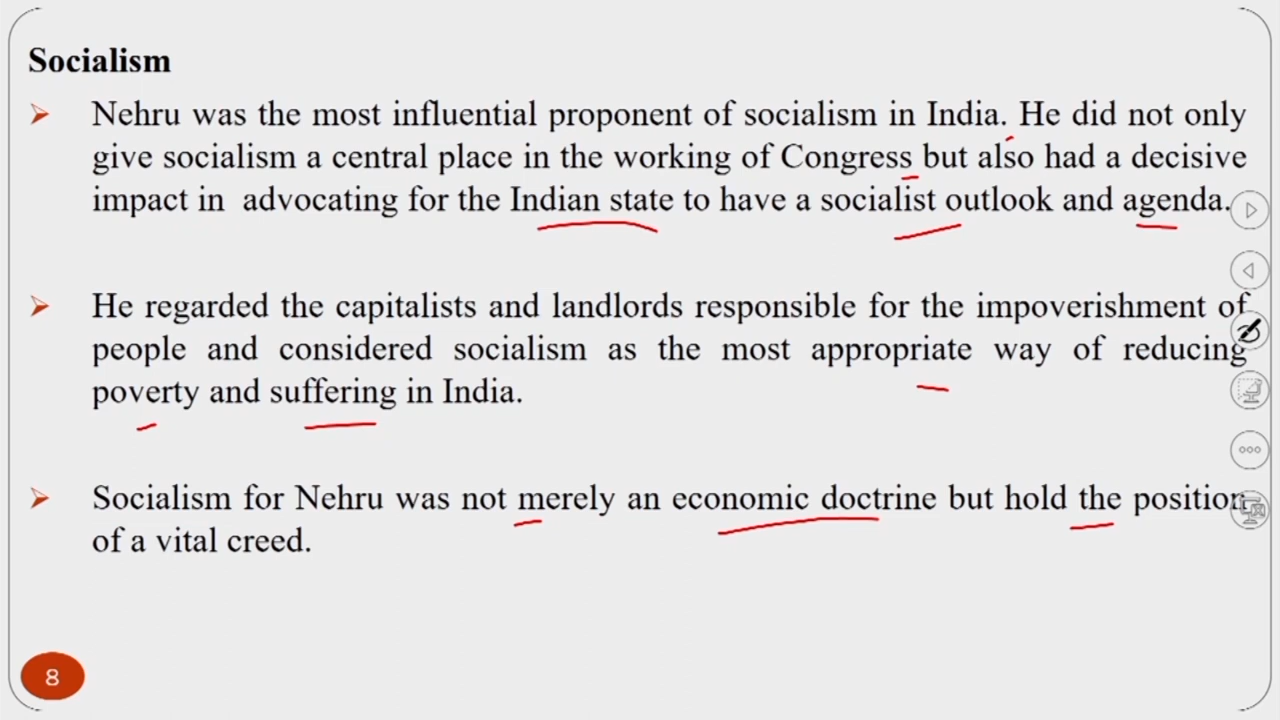 Socialism
Nehru was the most influential proponent of socialism in India. He did not only
give socialism a central place in the working of Congress but also had a decisive
impact in advocating for the Indian state to have a socialist outlook and agenda.
He regarded the capitalists and landlords responsible for the impoverishment of
people and considered socialism as the most appropriate way of reducing
poverty and suffering in India.
Socialism for Nehru was not merely an economic doctrine but hold the position
of a vital creed.
8